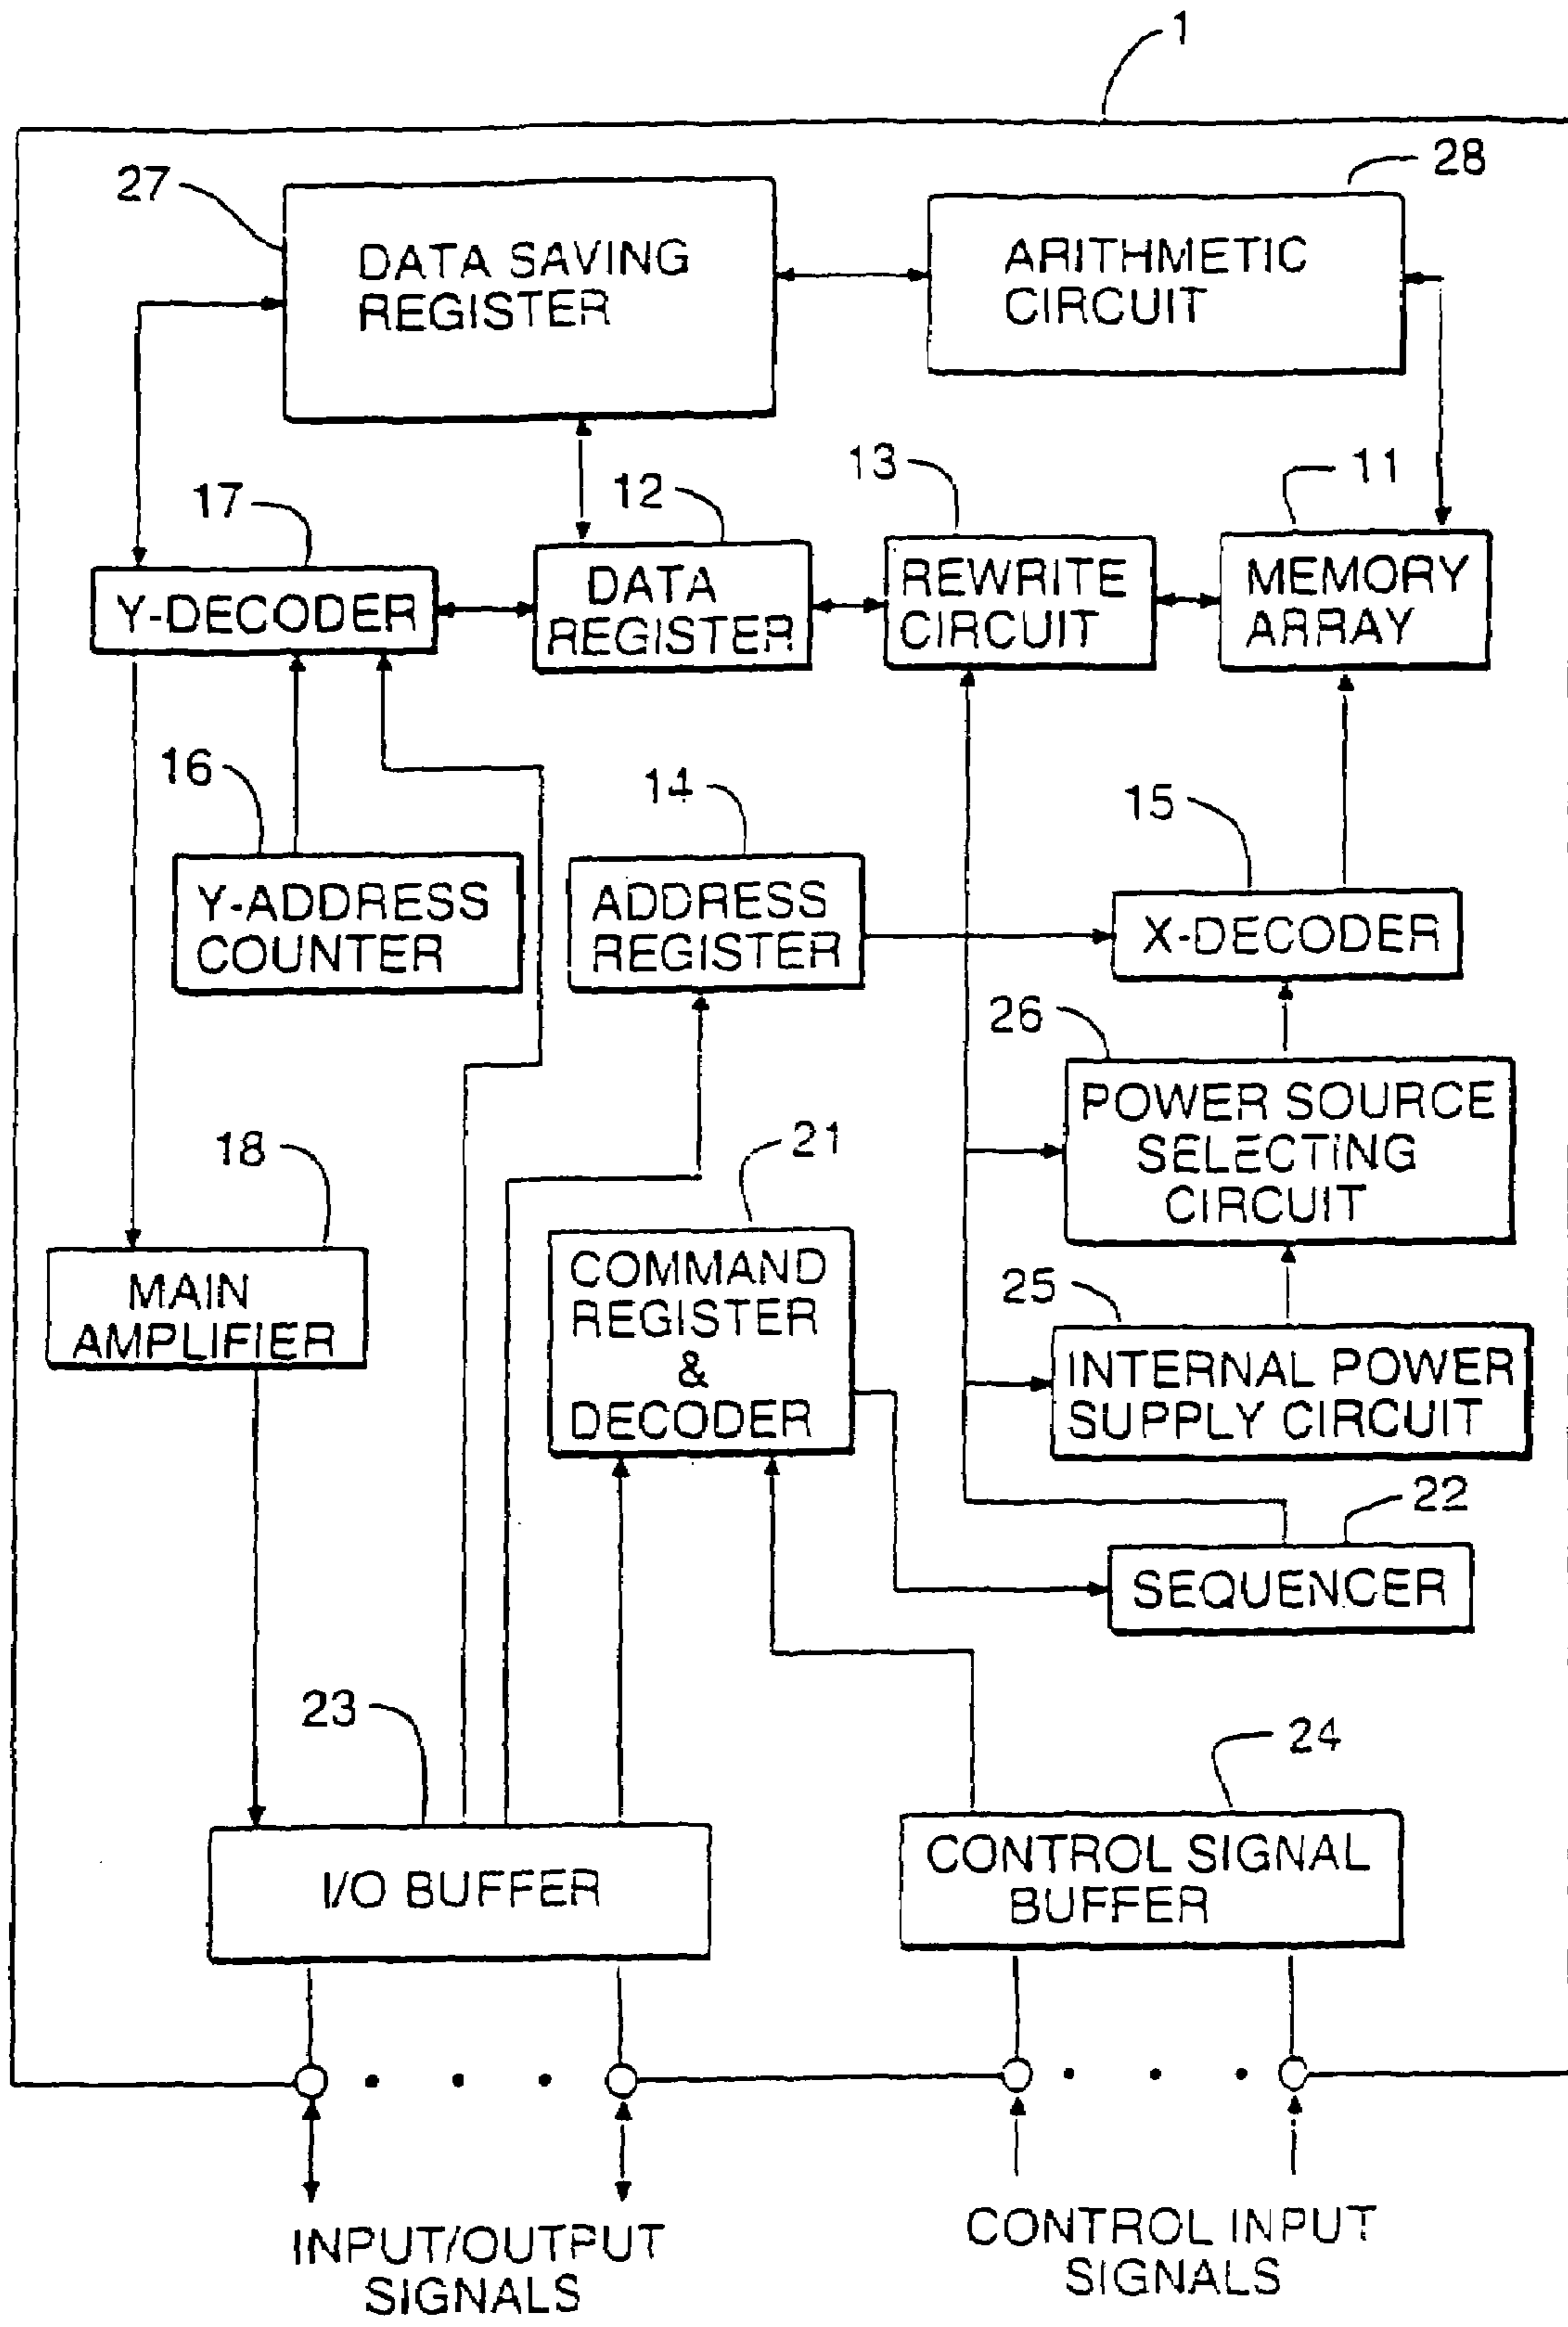 1
27
28
DATA SAVING
REGISTER
ARITHMETIC
CIRCUIT
17
12
13
11
Y-DECODER
DATA
REGISTER
REWRITE
CIRCUIT
MEMORY
ARRAY
16
14
15
Y-ADDRESS
COUNTER
ADDRESS
REGISTER
X-DECODER
26
POWER SOURCE
SELECTING
CIRCUIT
18
21
MAIN
AMPLIFIER
COMMAND
REGISTER
&
DECODER
25
INTERNAL POWER
SUPPLY CIRCUIT
22
SEQUENCER
23
24
I/O BUFFER
CONTROL SIGNAL
BUFFER
INPUT/OUTPUT
SIGNALS
CONTROL INPUT
SIGNALS